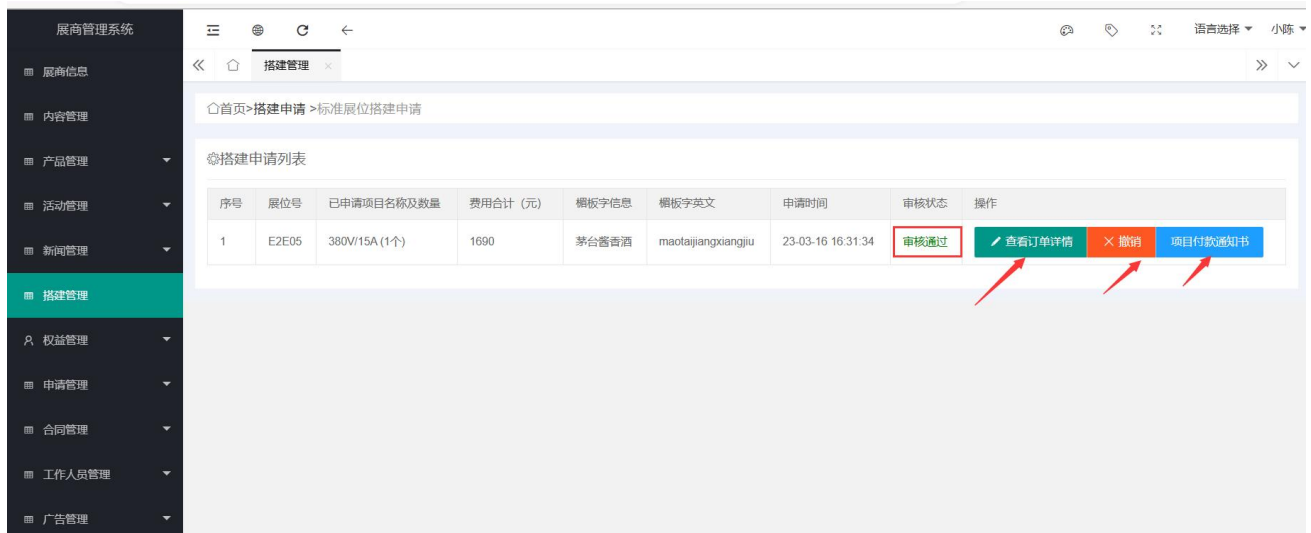 展商管理系统
语言选择 小陈
展商信息
内容管理
产品管理
活动管理
新闻管理
搭建管理
权益管理
申请管理
合同管理
工作人员管理
广告管理
搭建管理 ×
首页>搭建申请 >标准展位搭建申请
搭建申请列表
序号 展位号 已申请项目名称及数量 费用合计（元） 楣板字信息 楣板字英文 申请时间 审核状态 操作
1 E2E05 380V/15A (1个) 1690 茅台酱香酒 maotaijiangxiangjiu 23-03-16 16:31:34 审核通过 查看订单详情 撤销 项目付款通知书